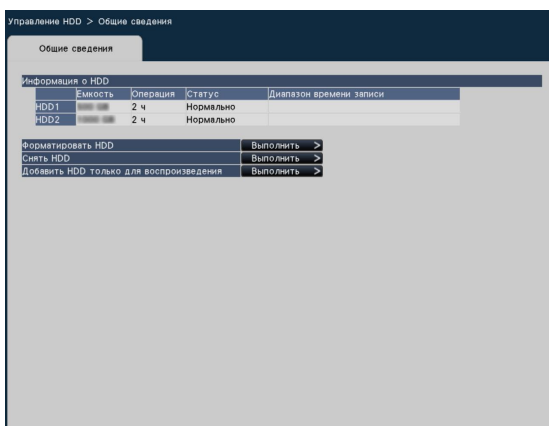 Управление HDD > Общие сведения
Общие сведения
Информация о HDD
Емкость Операция Статус Диапазон времени записи
HDD1 2 ч Нормально
HDD2 2 ч Нормально
Форматировать HDD Выполнить >
Снять HDD Выполнить >
Добавить HDD только для воспроизведения Выполнить >